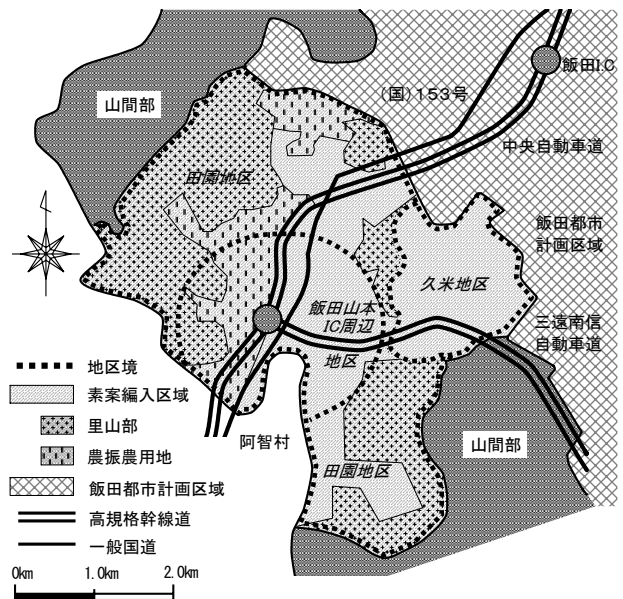 飯田I.C
(国)153号
山間部
中央自動車道
田園地区
飯田都市
計画区域
久米地区
飯田山本
IC周辺
地区
三遠南信
自動車道
地区境
素案編入区域
里山部
農振農用地
飯田都市計画区域
高規格幹線道
一般国道
阿智村
山間部
田園地区
0km
1.0km
2.0km